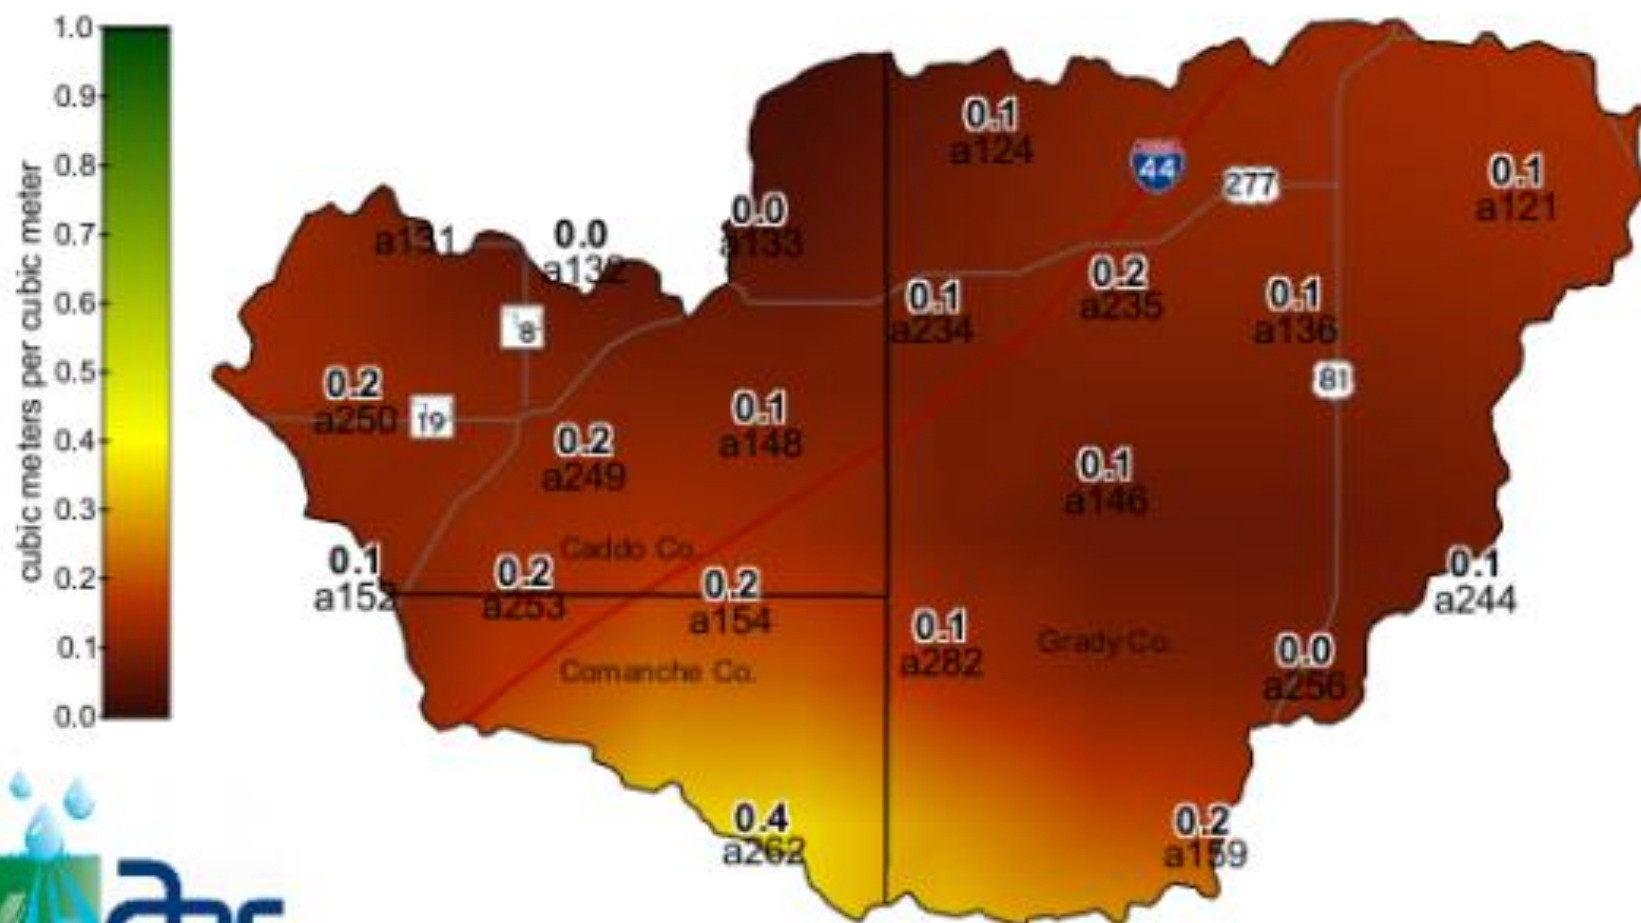 1.0
0.9
0.8
0.7
0.6
0.5
0.4
0.3
0.2
0.1
0.0
cubic meters per cubic meter
0.1
a124
44
277
0.1
a121
0.0
a133
a131
0.0
a132
0.1
a234
0.2
a235
0.1
a136
8
81
0.2
a250
19
0.2
a249
0.1
a148
0.1
a146
Caddo Co.
0.1
a152
0.2
a253
0.2
a154
0.1
a244
Comanche Co.
0.1
a282
Grady Co.
0.0
a256
0.4
a262
0.2
a159